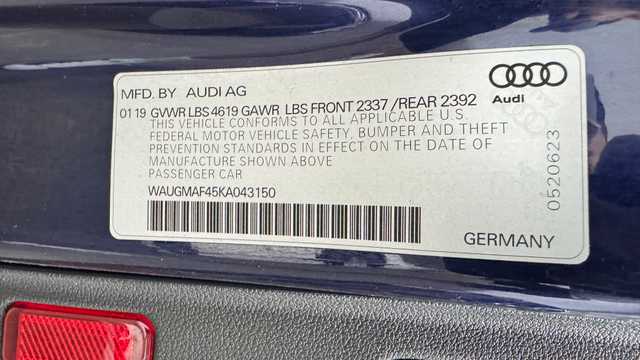 MFD. BY AUDI AG
01 19 GVWR LBS 4619 GAWR LBS FRONT 2337 / REAR 2392
THIS VEHICLE CONFORMS TO ALL APPLICABLE U.S.
FEDERAL MOTOR VEHICLE SAFETY, BUMPER AND THEFT
PREVENTION STANDARDS IN EFFECT ON THE DATE OF
MANUFACTURE SHOWN ABOVE
PASSENGER CAR
WAUGMAF45KA043150
Audi
0520623
GERMANY